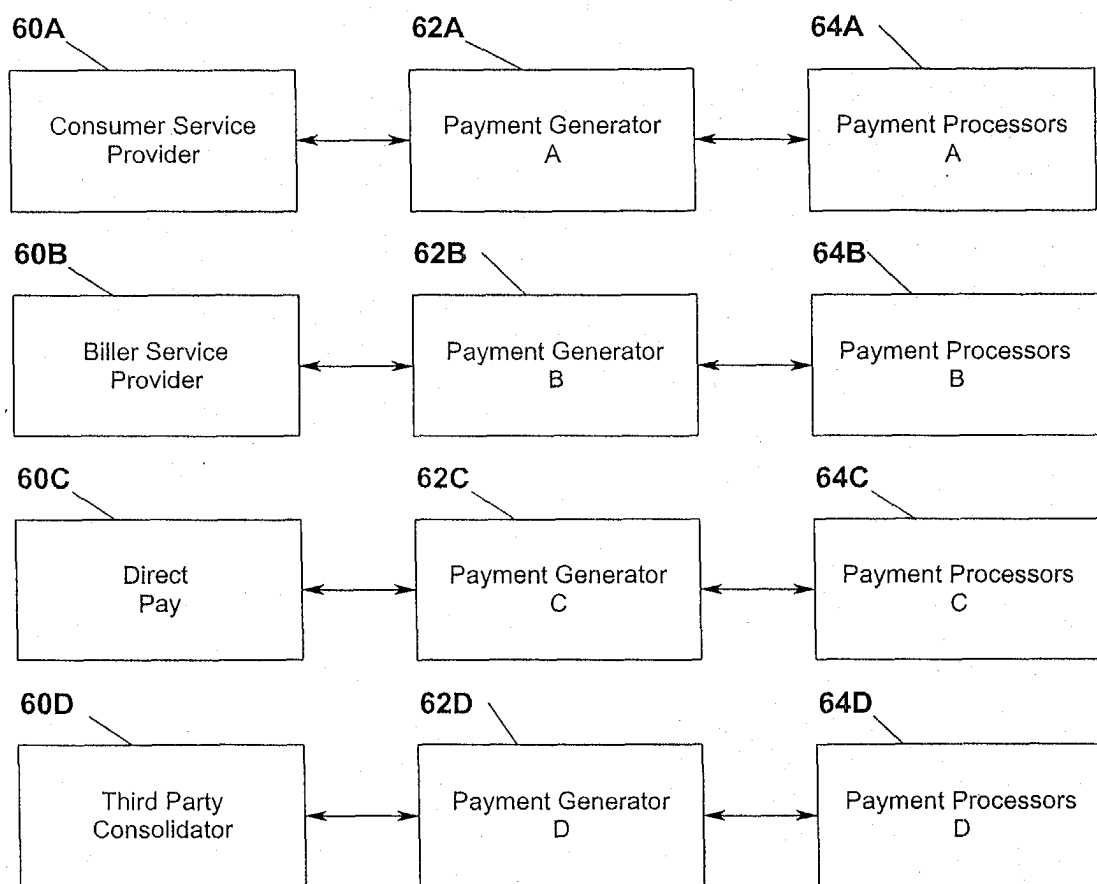 60A
62A
64A
Consumer Service
Provider
Payment Generator
A
Payment Processors
A
60B
62B
64B
Biller Service
Provider
Payment Generator
B
Payment Processors
B
60C
62C
64C
Direct
Pay
Payment Generator
C
Payment Processors
C
60D
62D
64D
Third Party
Consolidator
Payment Generator
D
Payment Processors
D